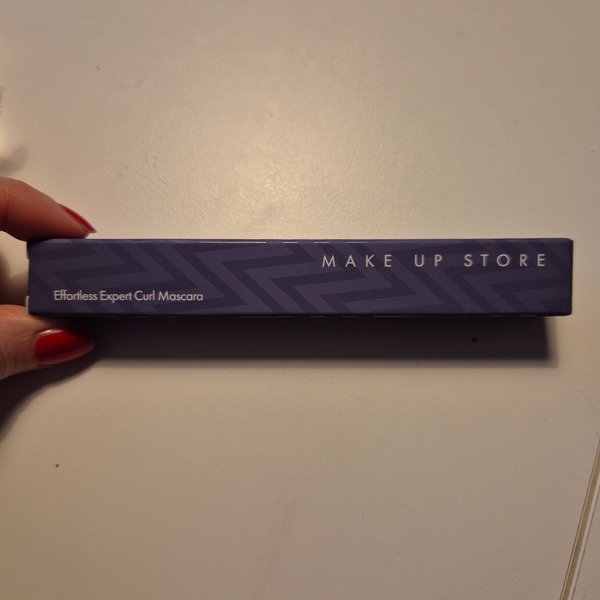 MAKE UP STORE
Effortless Expert Curl Mascara